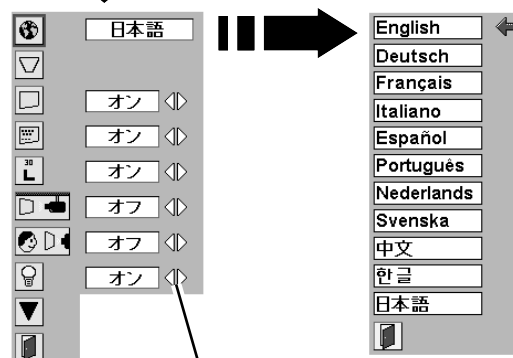 日本語
オン
オン
30
L
オン
オフ
オフ
オン
English
Deutsch
Français
Italiano
Español
Português
Nederlands
Svenska
中文
한글
日本語